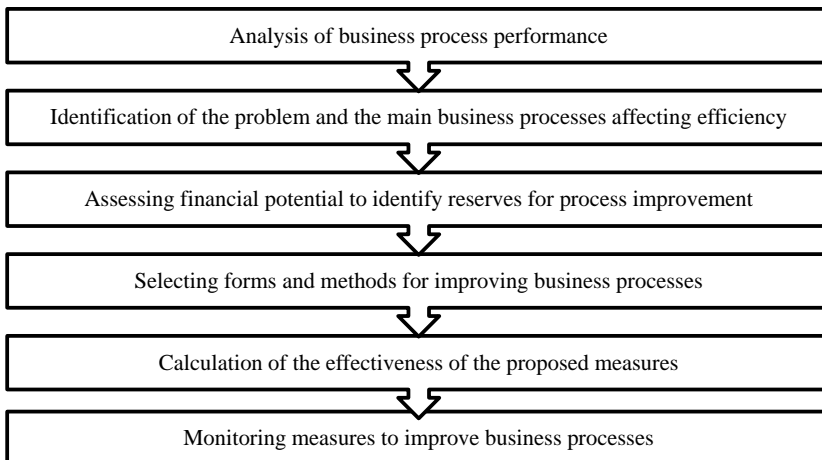 Analysis of business process performance
Identification of the problem and the main business processes affecting efficiency
Assessing financial potential to identify reserves for process improvement
Selecting forms and methods for improving business processes
Calculation of the effectiveness of the proposed measures
Monitoring measures to improve business processes